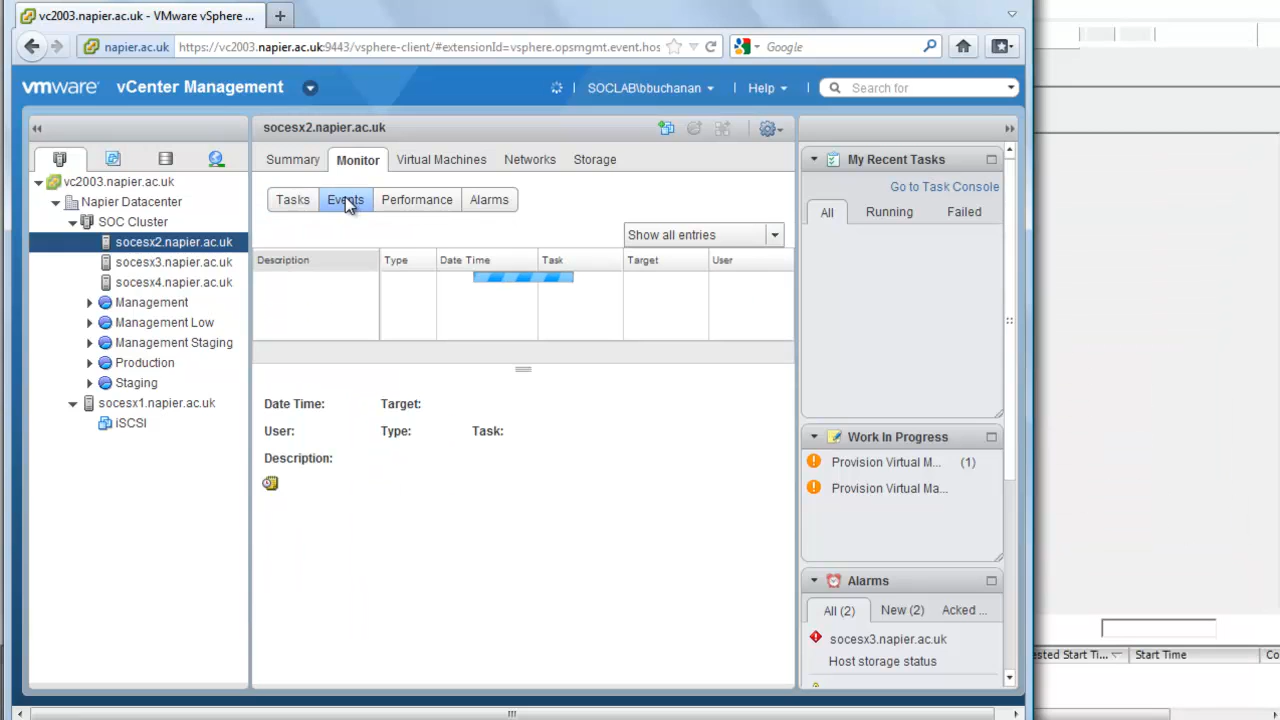 vc2003.napier.ac.uk - VMware vSphere ...
napier.ac.uk
https://vc2003.napier.ac.uk:9443/vsphere-client/#extensionId=vsphere.opsmgmt.event.hos
Google
vmware
vCenter Management
SOCLAB\bbuchanan
Help
Search for
socesx2.napier.ac.uk
Summary
Monitor
Virtual Machines
Networks
Storage
Tasks
Events
Performance
Alarms
Show all entries
Description
Type
Date Time
Task
Target
User
Date Time:
Target:
User:
Type:
Task:
Description:
vc2003.napier.ac.uk
Napier Datacenter
SOC Cluster
socesx2.napier.ac.uk
socesx3.napier.ac.uk
socesx4.napier.ac.uk
Management
Management Low
Management Staging
Production
Staging
socesx1.napier.ac.uk
iSCSI
My Recent Tasks
Go to Task Console
All
Running
Failed
Work In Progress
Provision Virtual M... (1)
Provision Virtual Ma...
Alarms
All (2)
New (2)
Acked ...
socesx3.napier.ac.uk
Host storage status
ested Start Ti...
Start Time
Co